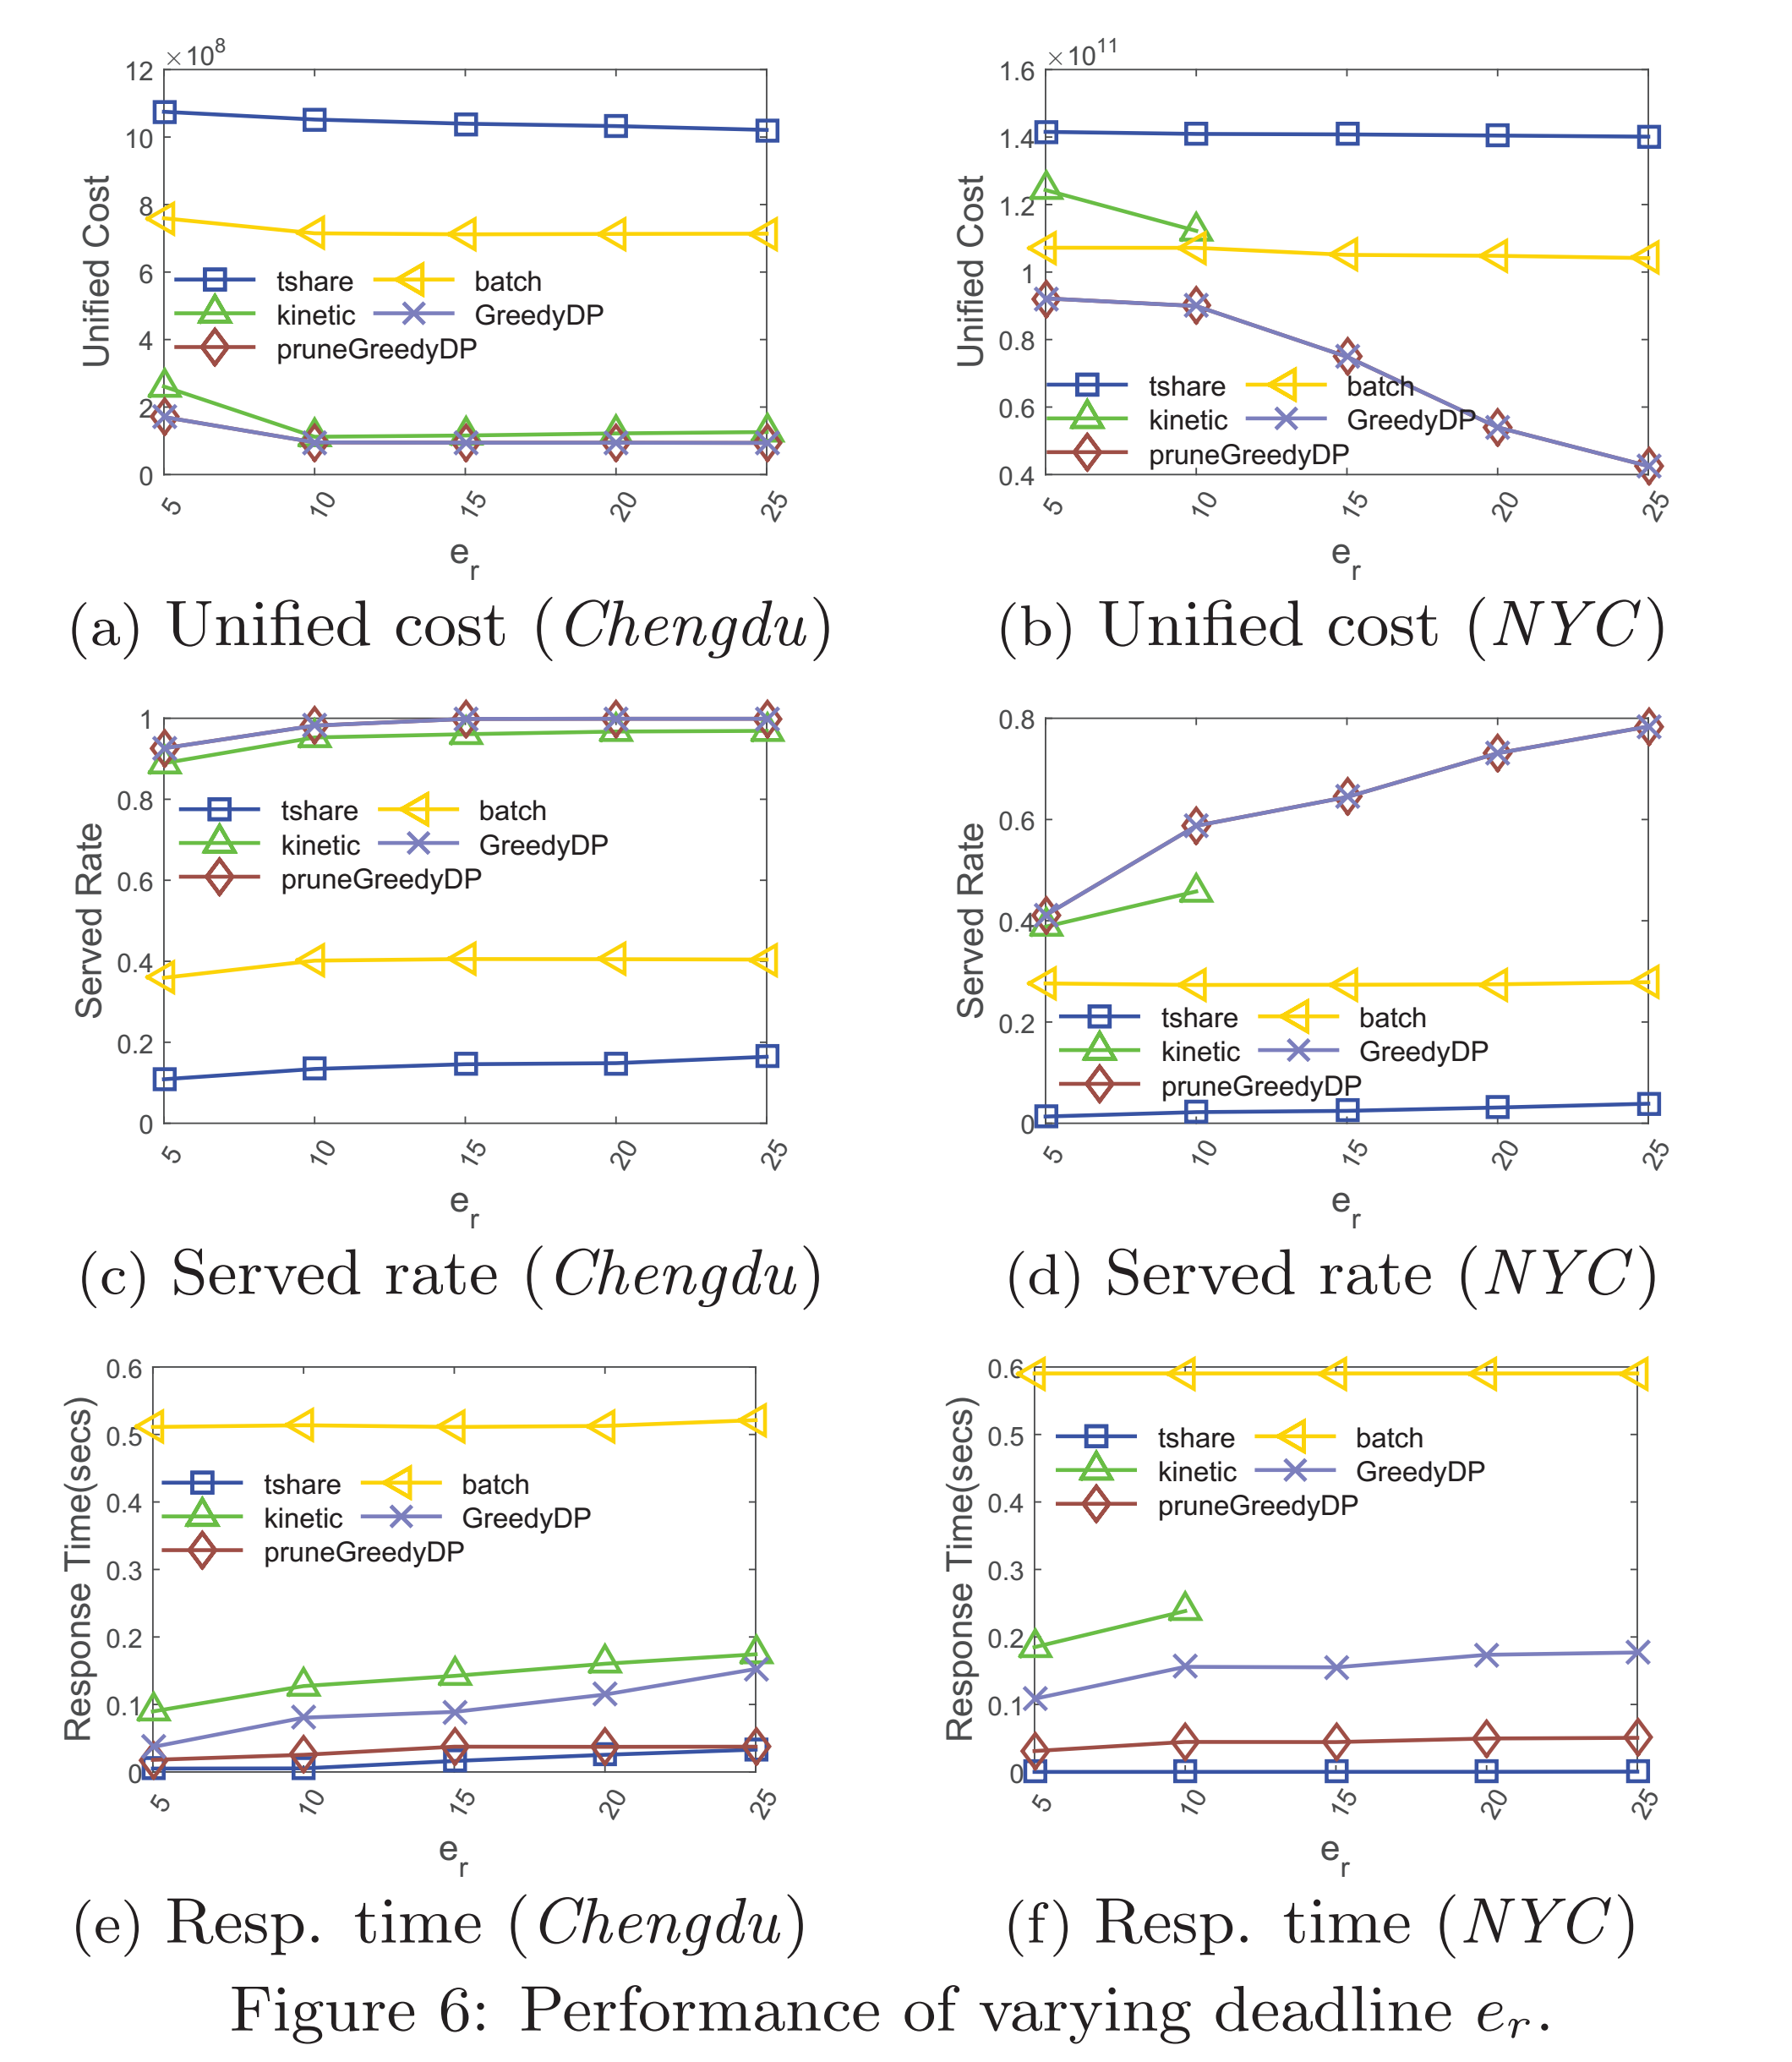 ×10^8
12
10
8
6
4
2
0
Unified Cost
tshare batch
kinetic GreedyDP
pruneGreedyDP
5 10 15 20 25
e_r
(a) Unified cost (Chengdu)
×10^11
1.6
1.4
1.2
1
0.8
0.6
0.4
Unified Cost
tshare batch
kinetic GreedyDP
pruneGreedyDP
5 10 15 20 25
e_r
(b) Unified cost (NYC)
1
0.8
0.6
0.4
0.2
0
Served Rate
tshare batch
kinetic GreedyDP
pruneGreedyDP
5 10 15 20 25
e_r
(c) Served rate (Chengdu)
0.8
0.6
0.4
0.2
0
Served Rate
tshare batch
kinetic GreedyDP
pruneGreedyDP
5 10 15 20 25
e_r
(d) Served rate (NYC)
0.6
0.5
0.4
0.3
0.2
0.1
0
Response Time(secs)
tshare batch
kinetic GreedyDP
pruneGreedyDP
5 10 15 20 25
e_r
(e) Resp. time (Chengdu)
0.6
0.5
0.4
0.3
0.2
0.1
0
Response Time(secs)
tshare batch
kinetic GreedyDP
pruneGreedyDP
5 10 15 20 25
e_r
(f) Resp. time (NYC)
Figure 6: Performance of varying deadline e_r.